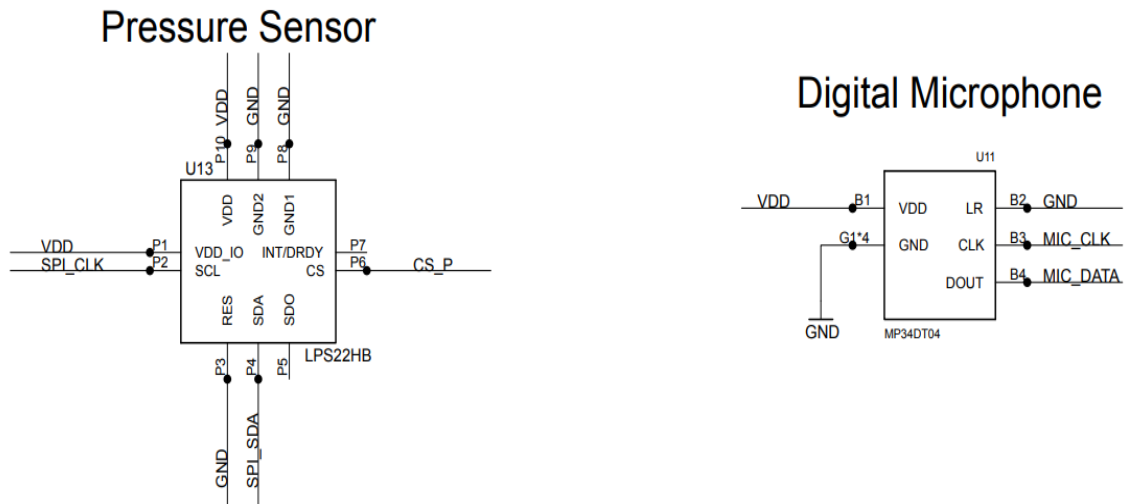 Pressure Sensor
Digital Microphone
VDD
GND
GND
P10
P9
P8
U13
VDD
GND2
GND1
VDD
P1
VDD_IO
INT/DRDY
P7
SPI_CLK
P2
SCL
CS
P6
CS_P
RES
SDA
SDO
LPS22HB
P3
P4
P5
GND
SPI_SDA
U11
VDD
B1
VDD
LR
B2
GND
G1*4
GND
CLK
B3
MIC_CLK
DOUT
B4
MIC_DATA
GND
MP34DT04